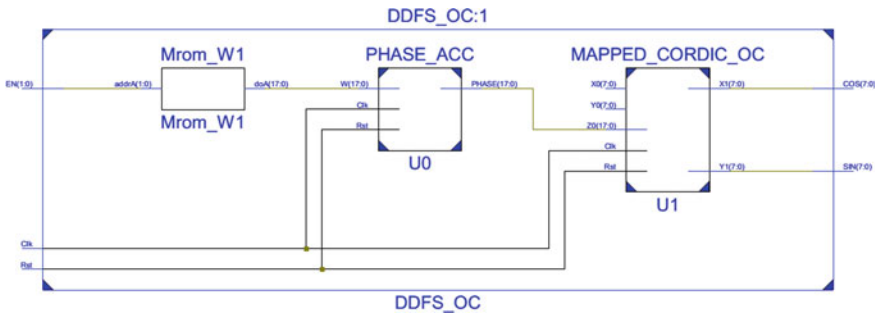 DDFS_OC:1
Mrom_W1 PHASE_ACC MAPPED_CORDIC_OC
EN(1:0) addrA(1:0) doA(17:0) W(17:0) PHASE(17:0) X0(7:0) X1(7:0) COS(7:0)
Clk Y0(7:0)
Mrom_W1 Rst Z0(17:0)
U0 Clk
Rst Y1(7:0) SIN(7:0)
U1
Clk
Rst
DDFS_OC